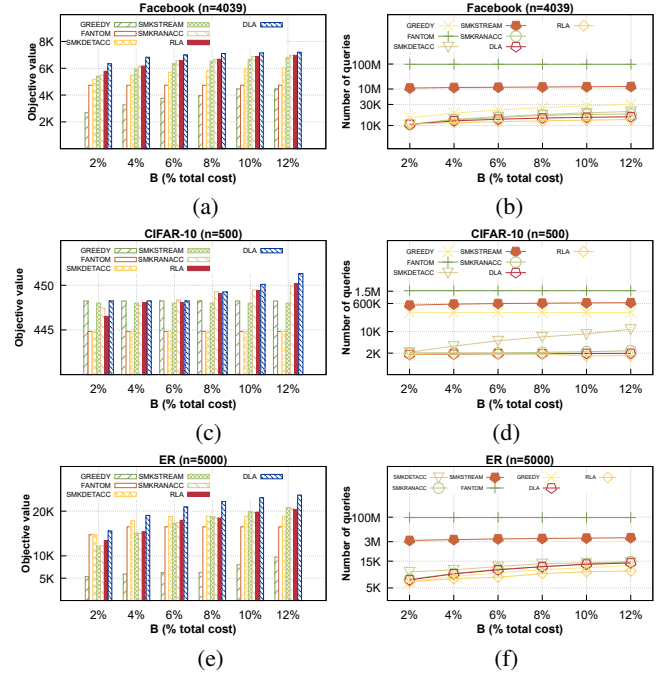 Facebook (n=4039)
GREEDY SMKSTREAM DLA
FANTOM SMKRANACC
SMKDETACC RLA
Objective value
8K
6K
4K
2K
2% 4% 6% 8% 10% 12%
B (% total cost)
(a)
Facebook (n=4039)
GREEDY SMKSTREAM RLA
FANTOM SMKRANACC
SMKDETACC DLA
Number of queries
100M
10M
30K
10K
2% 4% 6% 8% 10% 12%
B (% total cost)
(b)
CIFAR-10 (n=500)
GREEDY SMKSTREAM DLA
FANTOM SMKRANACC
SMKDETACC RLA
Objective value
450
445
2% 4% 6% 8% 10% 12%
B (% total cost)
(c)
CIFAR-10 (n=500)
GREEDY SMKSTREAM RLA
FANTOM SMKRANACC
SMKDETACC DLA
Number of queries
1.5M
600K
10K
2K
2% 4% 6% 8% 10% 12%
B (% total cost)
(d)
ER (n=5000)
GREEDY SMKSTREAM DLA
FANTOM SMKRANACC
SMKDETACC RLA
Objective value
20K
10K
5K
2% 4% 6% 8% 10% 12%
B (% total cost)
(e)
ER (n=5000)
SMKDETACC SMKSTREAM GREEDY RLA
SMKRANACC FANTOM DLA
Number of queries
100M
3M
15K
5K
2% 4% 6% 8% 10% 12%
B (% total cost)
(f)